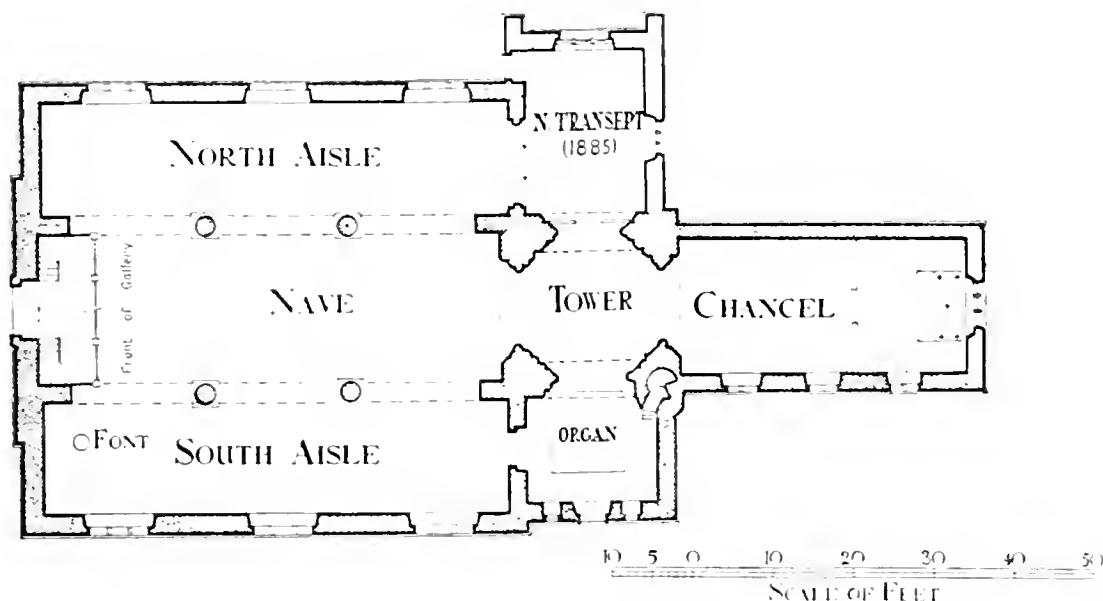 N. TRANSEPT
(1885)
NORTH AISLE
Front of Gallery
NAVE
TOWER
CHANCEL
FONT
SOUTH AISLE
ORGAN
10 5 0 10 20 30 40 50
SCALE OF FEET